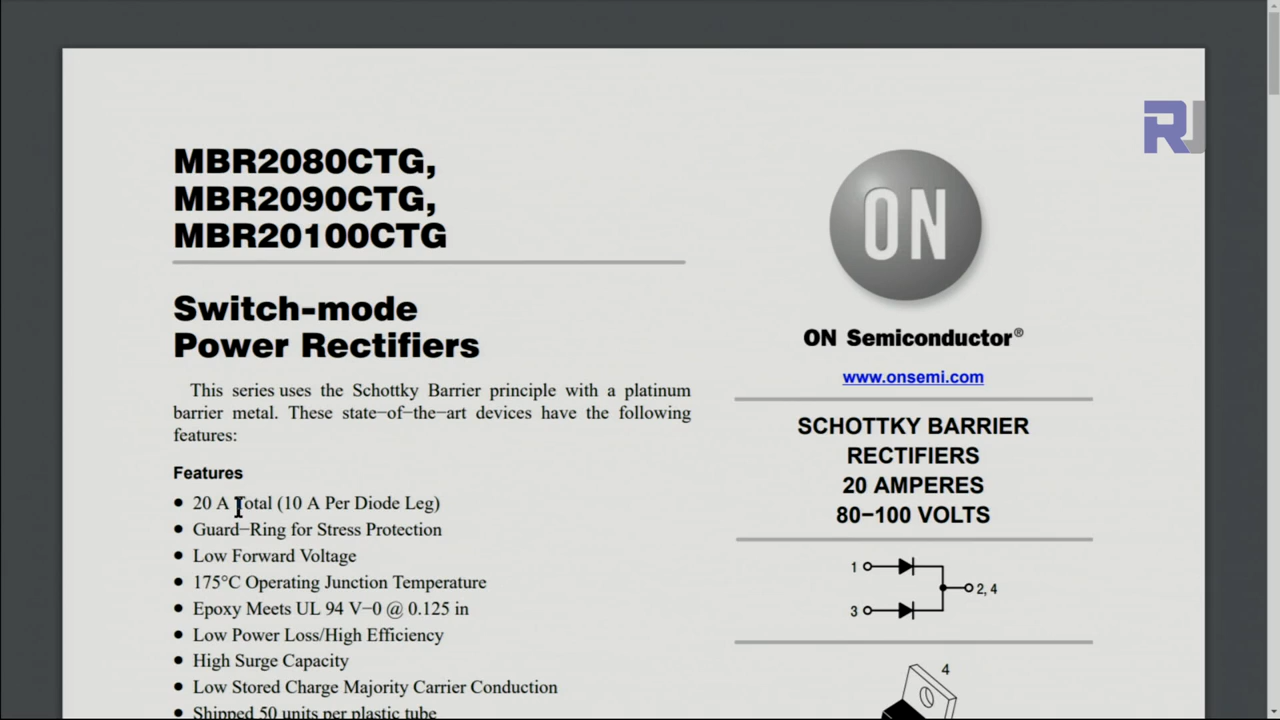 MBR2080CTG,
MBR2090CTG,
MBR20100CTG
Switch-mode
Power Rectifiers
This series uses the Schottky Barrier principle with a platinum
barrier metal. These state−of−the−art devices have the following
features:
Features
• 20 A Total (10 A Per Diode Leg)
• Guard−Ring for Stress Protection
• Low Forward Voltage
• 175°C Operating Junction Temperature
• Epoxy Meets UL 94 V−0 @ 0.125 in
• Low Power Loss/High Efficiency
• High Surge Capacity
• Low Stored Charge Majority Carrier Conduction
• Shipped 50 units per plastic tube
RJ
ON
ON Semiconductor®
www.onsemi.com
SCHOTTKY BARRIER
RECTIFIERS
20 AMPERES
80−100 VOLTS
1
2, 4
3
4